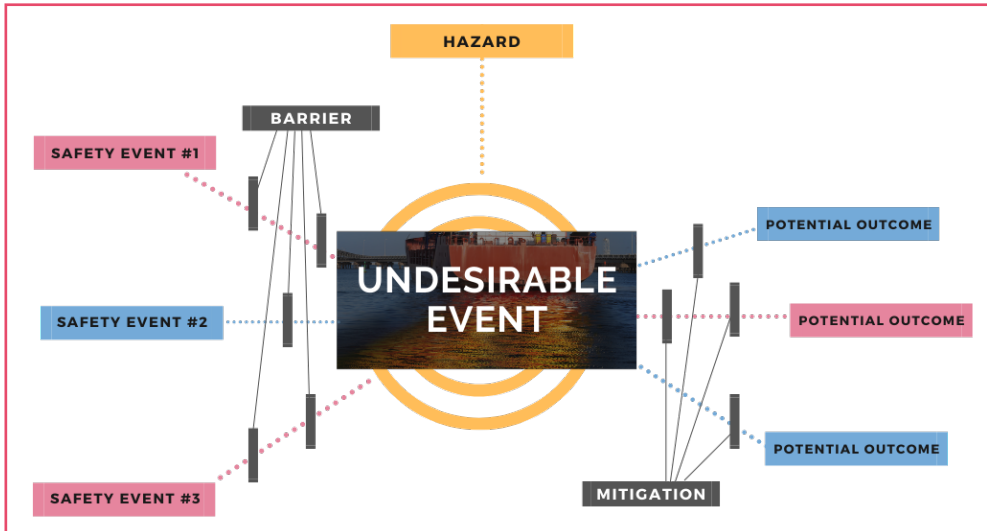 HAZARD
BARRIER
SAFETY EVENT #1
POTENTIAL OUTCOME
UNDESIRABLE
EVENT
SAFETY EVENT #2
POTENTIAL OUTCOME
POTENTIAL OUTCOME
SAFETY EVENT #3
MITIGATION